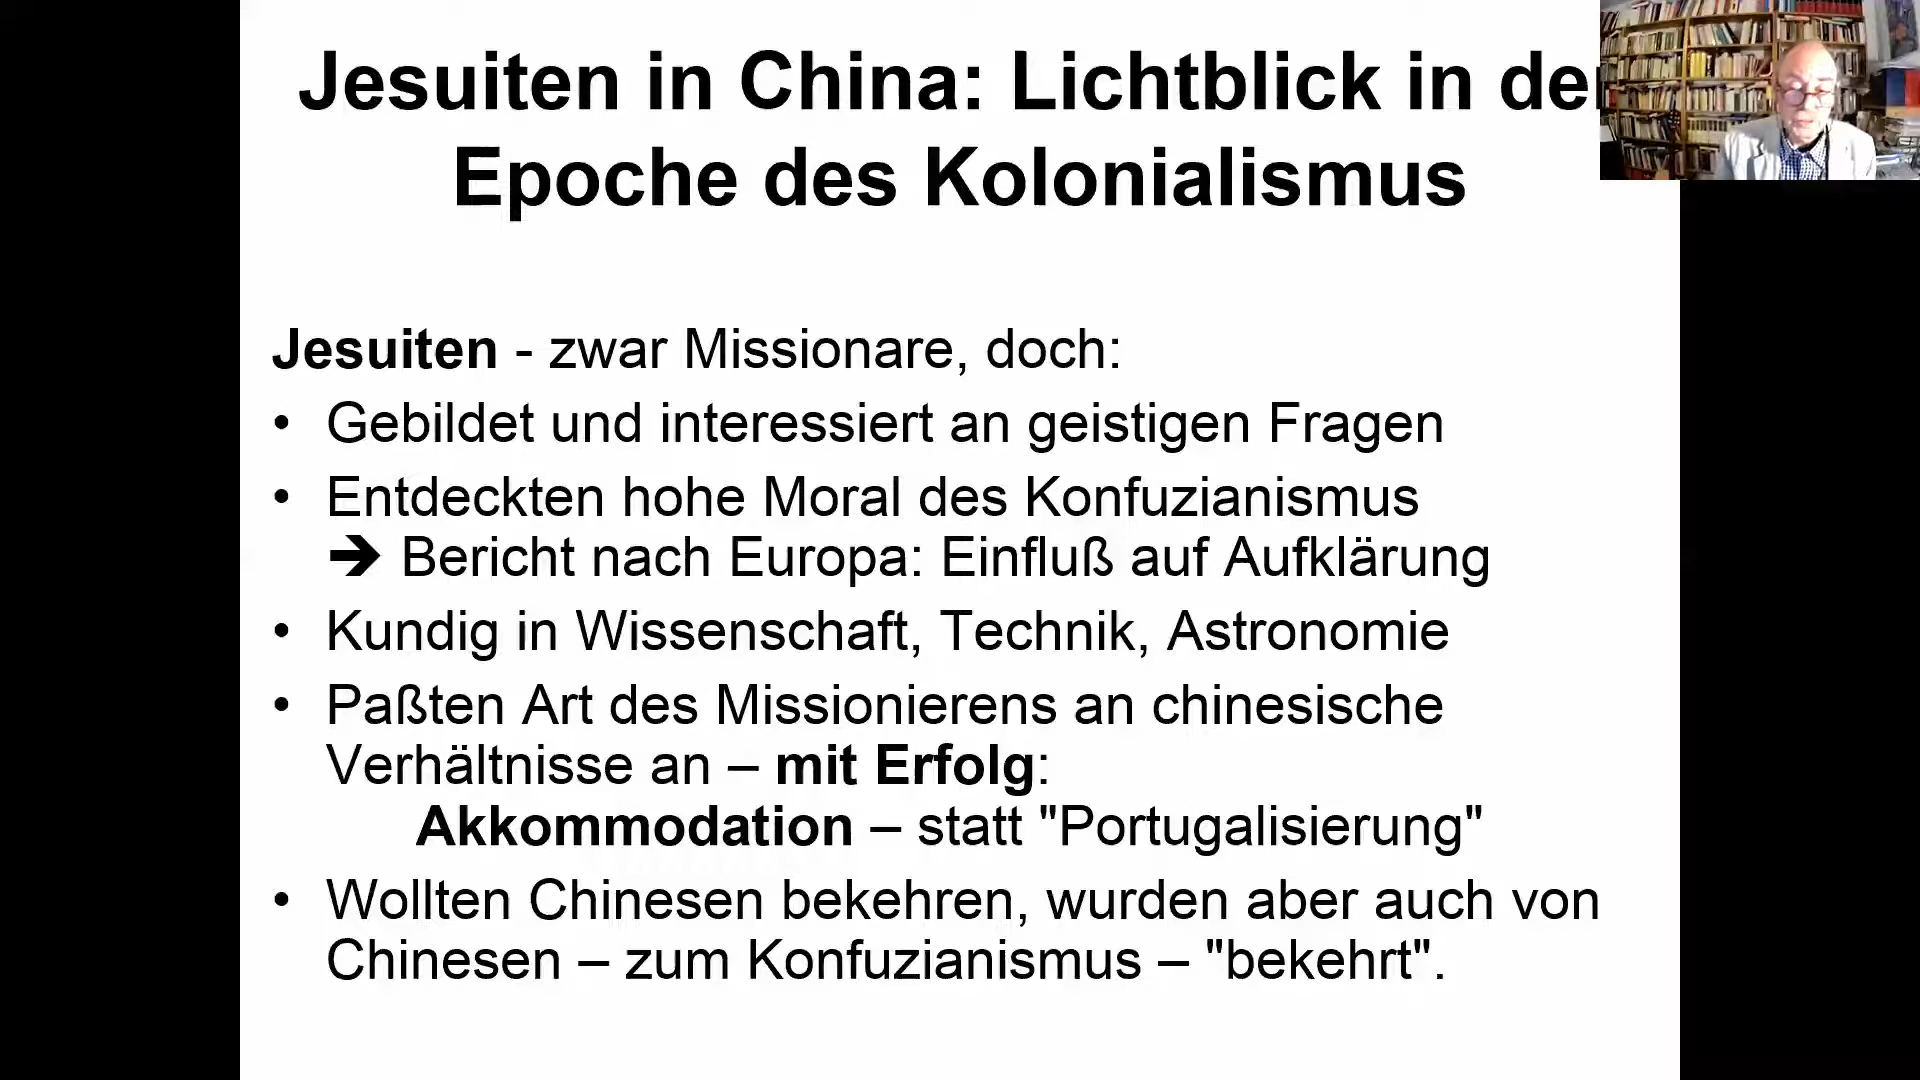 Jesuiten in China: Lichtblick in der
Epoche des Kolonialismus
Jesuiten - zwar Missionare, doch:
• Gebildet und interessiert an geistigen Fragen
• Entdeckten hohe Moral des Konfuzianismus
➔ Bericht nach Europa: Einfluß auf Aufklärung
• Kundig in Wissenschaft, Technik, Astronomie
• Paßten Art des Missionierens an chinesische
Verhältnisse an – mit Erfolg:
Akkommodation – statt "Portugalisierung"
• Wollten Chinesen bekehren, wurden aber auch von
Chinesen – zum Konfuzianismus – "bekehrt".